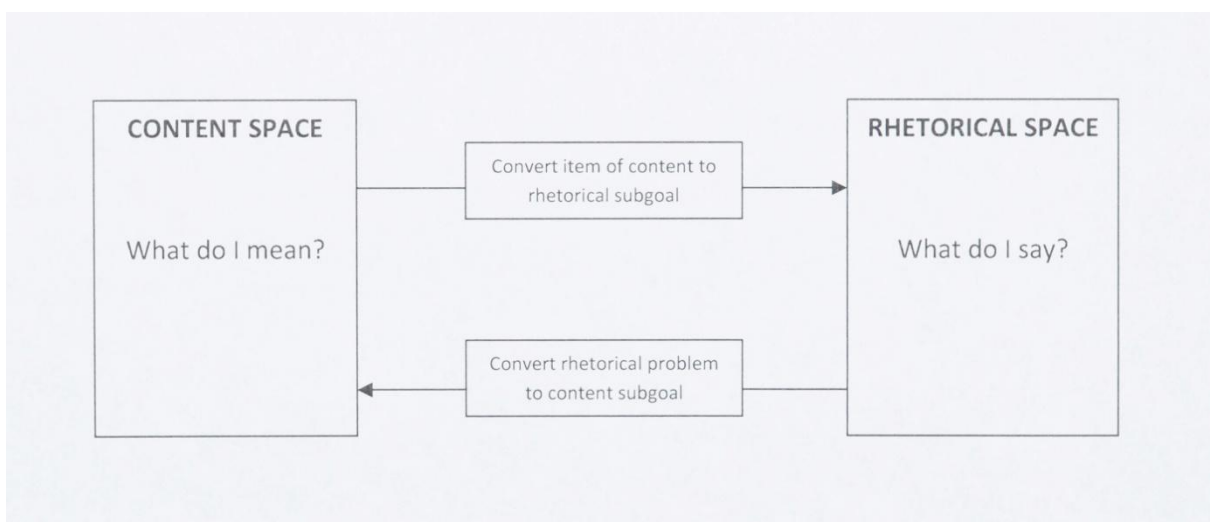 CONTENT SPACE
What do I mean?
Convert item of content to
rhetorical subgoal
Convert rhetorical problem
to content subgoal
RHETORICAL SPACE
What do I say?